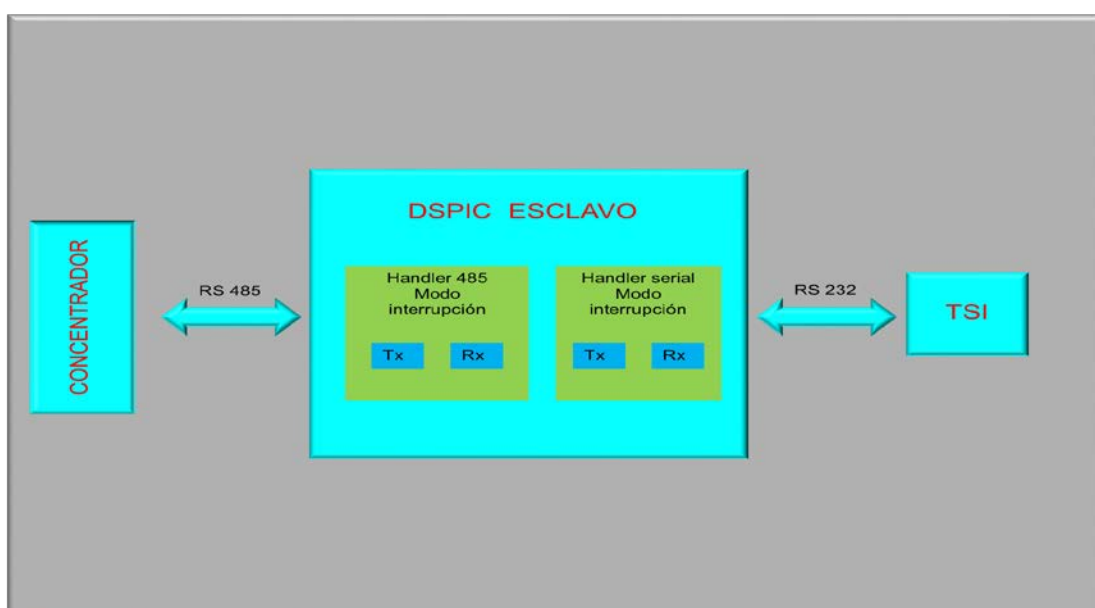 CONCENTRADOR
RS 485
DSPIC ESCLAVO
Handler 485
Modo
interrupción
Tx
Rx
Handler serial
Modo
interrupción
Tx
Rx
RS 232
TSI